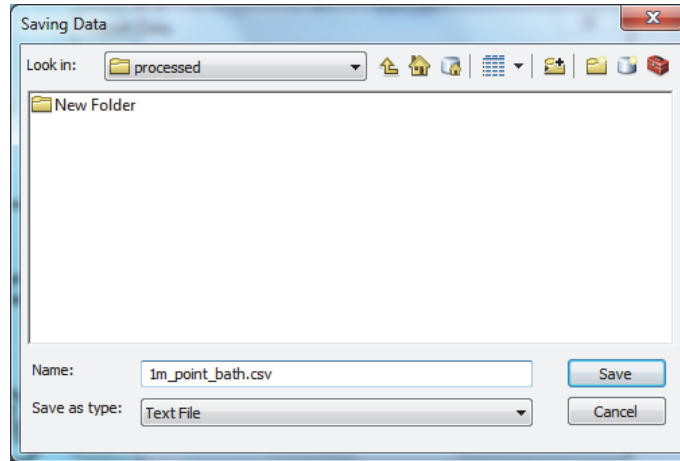 Saving Data
Look in: processed
New Folder
Name: 1m_point_bath.csv Save
Save as type: Text File Cancel